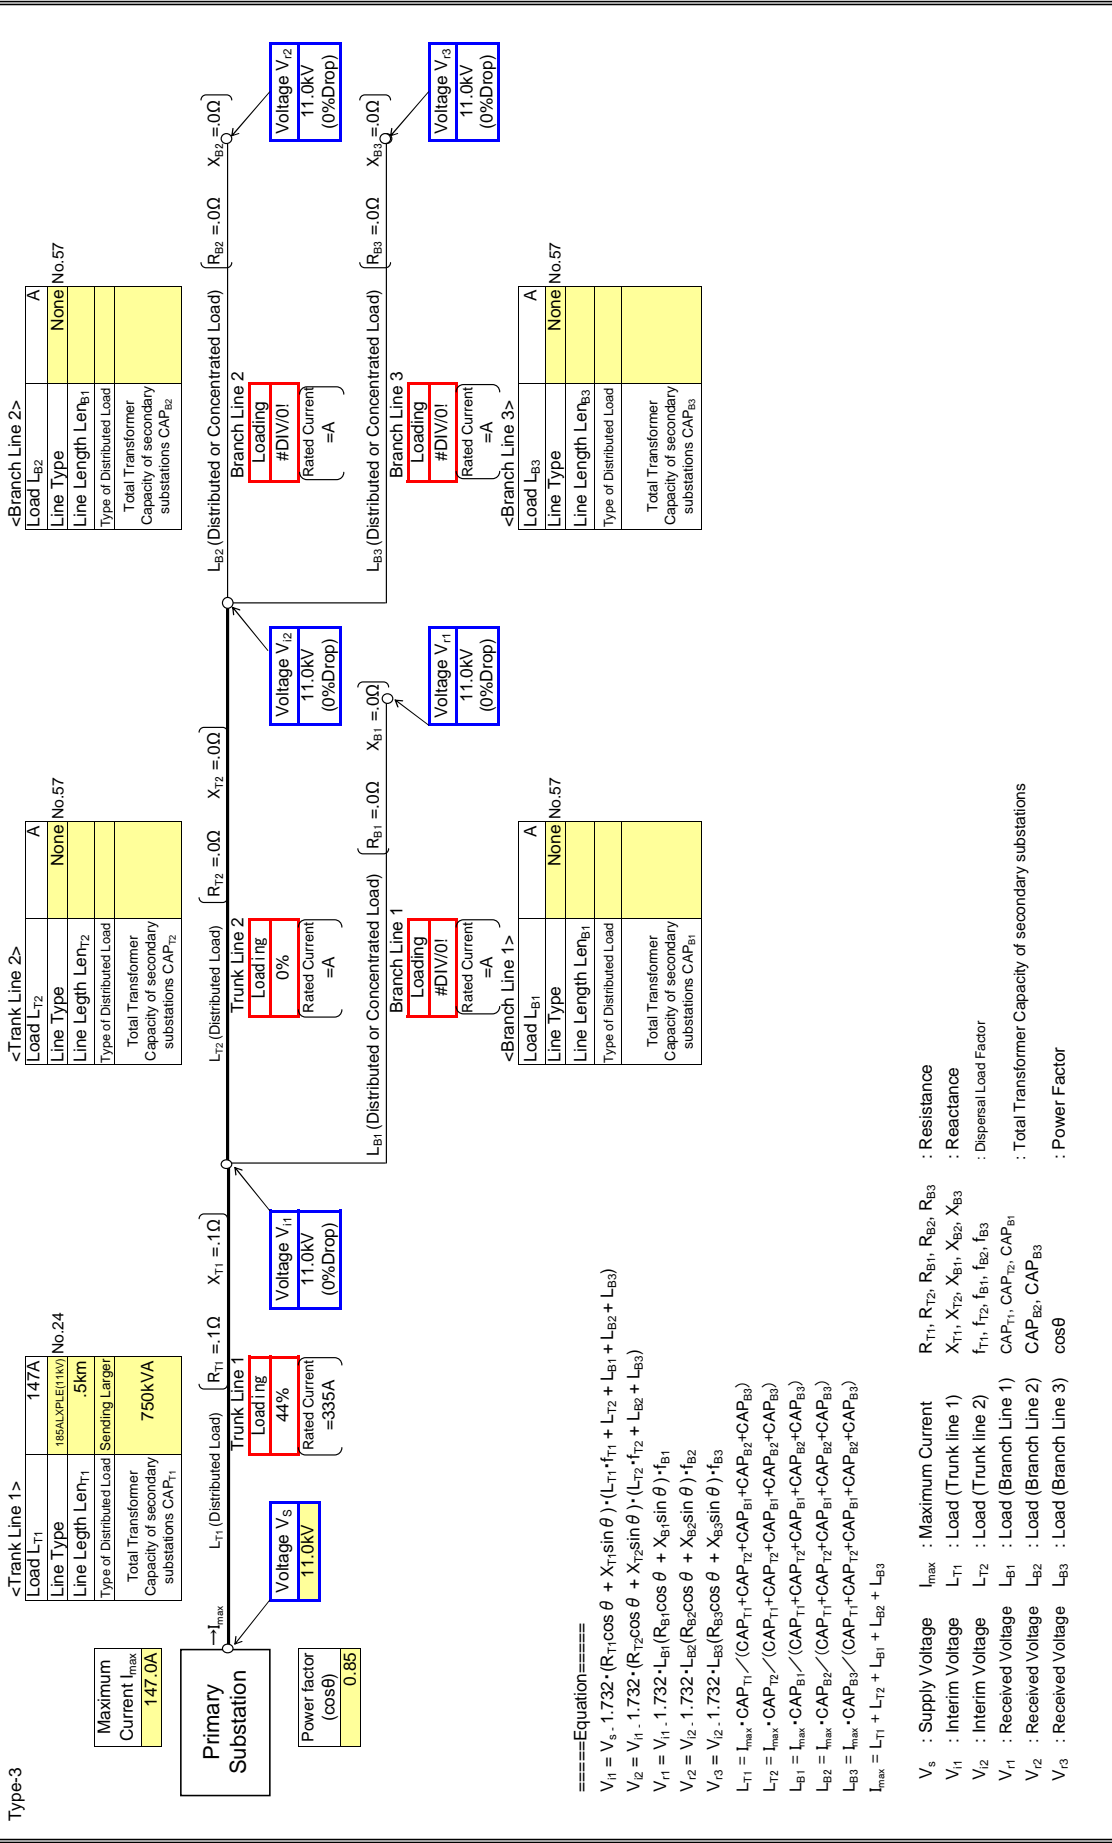 Type-3
<Trank Line 1>
Load LT1 147A
Line Type 185ALXPLE(11kV) No.24
Line Legth LenT1 .5km
Type of Distributed Load Sending Larger
Total Transformer
Capacity of secondary
substations CAPT1
750kVA
<Trank Line 2>
Load LT2 A
Line Type None No.57
Line Length LenT2
Type of Distributed Load
Total Transformer
Capacity of secondary
substations CAPT2
<Branch Line 2>
Load LB2 A
Line Type None No.57
Line Length LenB1
Type of Distributed Load
Total Transformer
Capacity of secondary
substations CAPB2
Maximum
Current Imax
147.0A
Primary
Substation
→Imax
Power factor
(cosθ)
0.85
Voltage VS
11.0kV
LT1 (Distributed Load)
RT1 =.1Ω XT1 =.1Ω
Trunk Line 1
Loading
44%
Rated Current
=335A
Voltage Vi1
11.0kV
(0%Drop)
LT2 (Distributed Load)
RT2 =.0Ω XT2 =.0Ω
Trunk Line 2
Loading
0%
Rated Current
=A
Voltage Vi2
11.0kV
(0%Drop)
LB2 (Distributed or Concentrated Load)
RB2 =.0Ω XB2 =.0Ω
Branch Line 2
Loading
#DIV/0!
Rated Current
=A
Voltage Vr2
11.0kV
(0%Drop)
LB1 (Distributed or Concentrated Load)
RB1 =.0Ω XB1 =.0Ω
Branch Line 1
Loading
#DIV/0!
Rated Current
=A
Voltage Vr1
11.0kV
(0%Drop)
LB3 (Distributed or Concentrated Load)
RB3 =.0Ω XB3 =.0Ω
Branch Line 3
Loading
#DIV/0!
Rated Current
=A
Voltage Vr3
11.0kV
(0%Drop)
<Branch Line 1>
Load LB1 A
Line Type None No.57
Line Length LenB1
Type of Distributed Load
Total Transformer
Capacity of secondary
substations CAPB1
<Branch Line 3>
Load LB3 A
Line Type None No.57
Line Length LenB3
Type of Distributed Load
Total Transformer
Capacity of secondary
substations CAPB3
=====Equation=====
Vi1 = Vs - 1.732・(RT1cos θ + XT1sin θ)・(LT1・fT1 + LT2 + LB1 + LB2 + LB3)
Vi2 = Vi1 - 1.732・(RT2cos θ + XT2sin θ)・(LT2・fT2 + LB2 + LB3)
Vr1 = Vi1 - 1.732・LB1(RB1cos θ + XB1sin θ)・fB1
Vr2 = Vi2 - 1.732・LB2(RB2cos θ + XB2sin θ)・fB2
Vr3 = Vi2 - 1.732・LB3(RB3cos θ + XB3sin θ)・fB3
LT1 = Imax・CAPT1／(CAPT1+CAPT2+CAPB1+CAPB2+CAPB3)
LT2 = Imax・CAPT2／(CAPT1+CAPT2+CAPB1+CAPB2+CAPB3)
LB1 = Imax・CAPB1／(CAPT1+CAPT2+CAPB1+CAPB2+CAPB3)
LB2 = Imax・CAPB2／(CAPT1+CAPT2+CAPB1+CAPB2+CAPB3)
LB3 = Imax・CAPB3／(CAPT1+CAPT2+CAPB1+CAPB2+CAPB3)
Imax = LT1 + LT2 + LB1 + LB2 + LB3
Vs : Supply Voltage Imax : Maximum Current RT1, RT2, RB1, RB2, RB3 : Resistance
Vi1 : Interim Voltage LT1 : Load (Trunk line 1) XT1, XT2, XB1, XB2, XB3 : Reactance
Vi2 : Interim Voltage LT2 : Load (Trunk line 2) fT1, fT2, fB1, fB2, fB3 : Dispersal Load Factor
Vr1 : Received Voltage LB1 : Load (Branch Line 1) CAPT1, CAPT2, CAPB1 : Total Transformer Capacity of secondary substations
Vr2 : Received Voltage LB2 : Load (Branch Line 2) CAPB2, CAPB3
Vr3 : Received Voltage LB3 : Load (Branch Line 3) cosθ : Power Factor